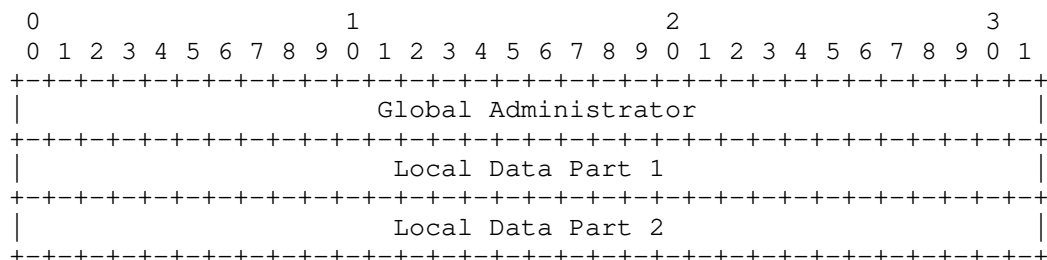 0                   1                   2                   3
 0 1 2 3 4 5 6 7 8 9 0 1 2 3 4 5 6 7 8 9 0 1 2 3 4 5 6 7 8 9 0 1
+-+-+-+-+-+-+-+-+-+-+-+-+-+-+-+-+-+-+-+-+-+-+-+-+-+-+-+-+-+-+-+-+
|                      Global Administrator                     |
+-+-+-+-+-+-+-+-+-+-+-+-+-+-+-+-+-+-+-+-+-+-+-+-+-+-+-+-+-+-+-+-+
|                       Local Data Part 1                       |
+-+-+-+-+-+-+-+-+-+-+-+-+-+-+-+-+-+-+-+-+-+-+-+-+-+-+-+-+-+-+-+-+
|                       Local Data Part 2                       |
+-+-+-+-+-+-+-+-+-+-+-+-+-+-+-+-+-+-+-+-+-+-+-+-+-+-+-+-+-+-+-+-+